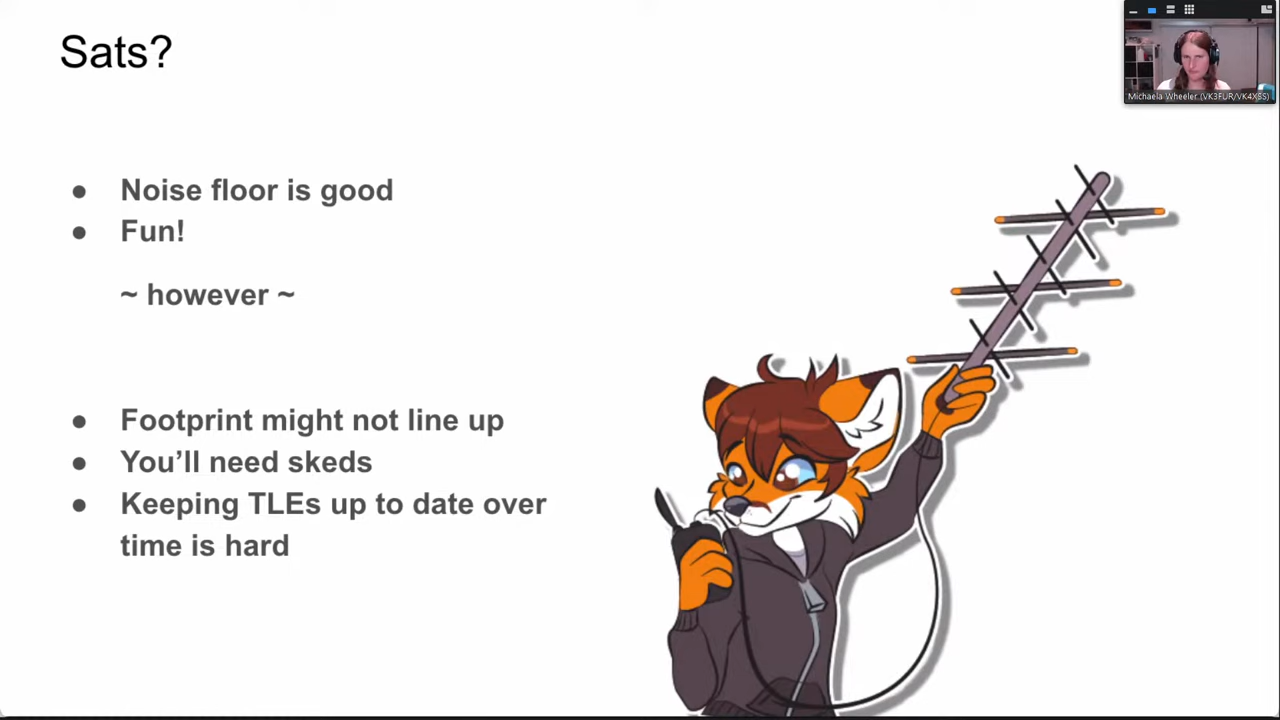 Sats?
Michaela Wheeler (VK3FUR/VK4XSS)
● Noise floor is good
● Fun!
~ however ~
● Footprint might not line up
● You’ll need skeds
● Keeping TLEs up to date over
time is hard